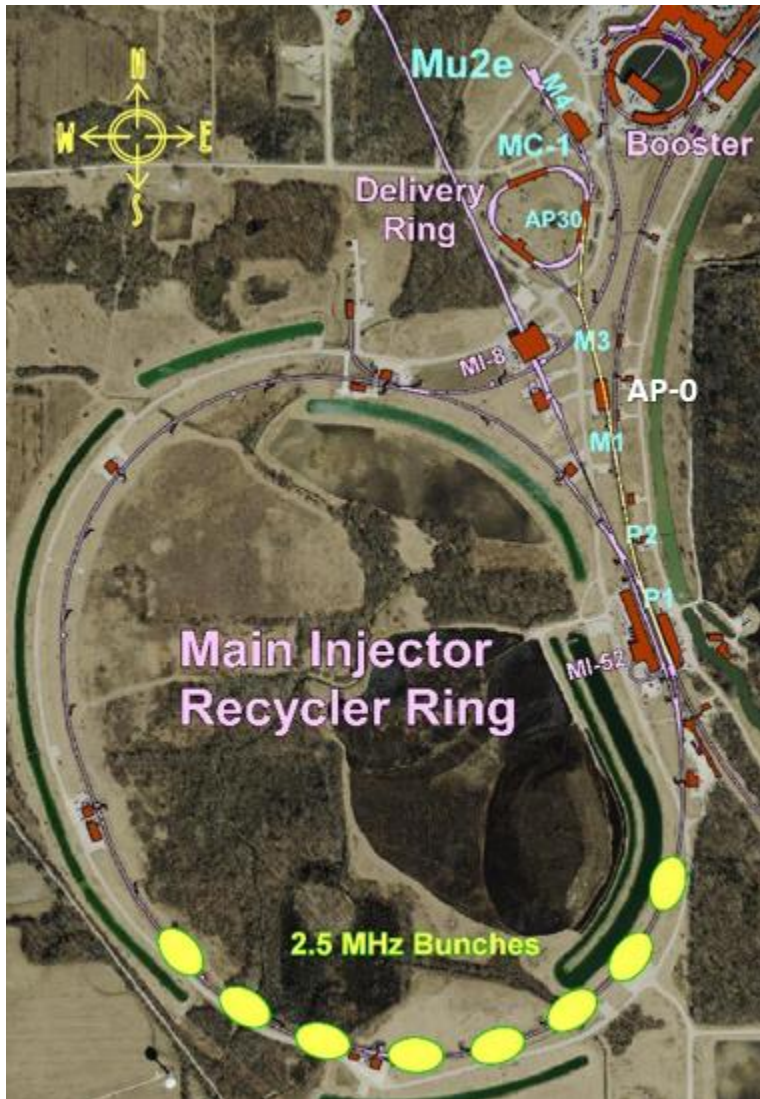 N
W
E
S
Mu2e
M4
MC-1
Booster
Delivery
Ring
AP30
MI-8
M3
AP-0
M1
P2
P1
MI-52
Main Injector
Recycler Ring
2.5 MHz Bunches